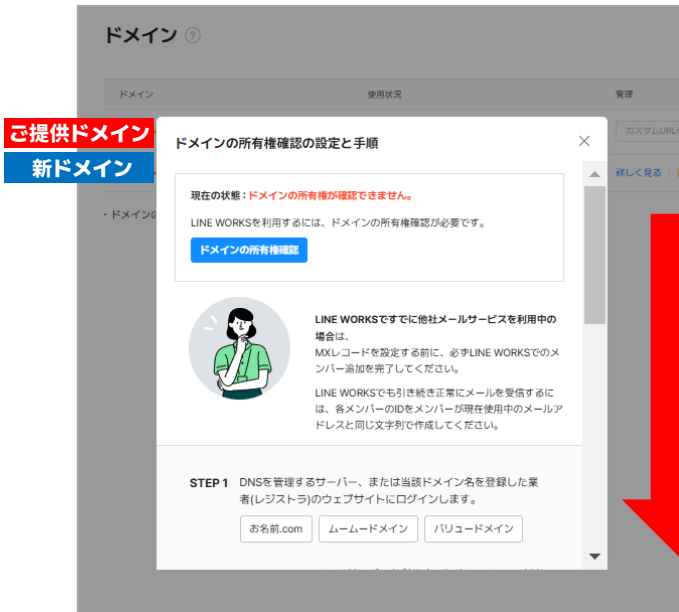 ドメイン ?
ドメイン 使用状況 管理
ご提供ドメイン
カスタムURL
新ドメイン
詳しく見る
・ドメインの
ドメインの所有権確認の設定と手順
現在の状態：ドメインの所有権が確認できません。
LINE WORKSを利用するには、ドメインの所有権確認が必要です。
ドメインの所有権確認
LINE WORKSですでに他社メールサービスを利用中の
場合は、
MXレコードを設定する前に、必ずLINE WORKSでのメ
ンバー追加を完了してください。
LINE WORKSでも引き続き正常にメールを受信するに
は、各メンバーのIDをメンバーが現在使用中のメールア
ドレスと同じ文字列で作成してください。
STEP 1 DNSを管理するサーバー、または当該ドメイン名を登録した業
者(レジストラ)のウェブサイトにログインします。
お名前.com ムームードメイン バリュードメイン